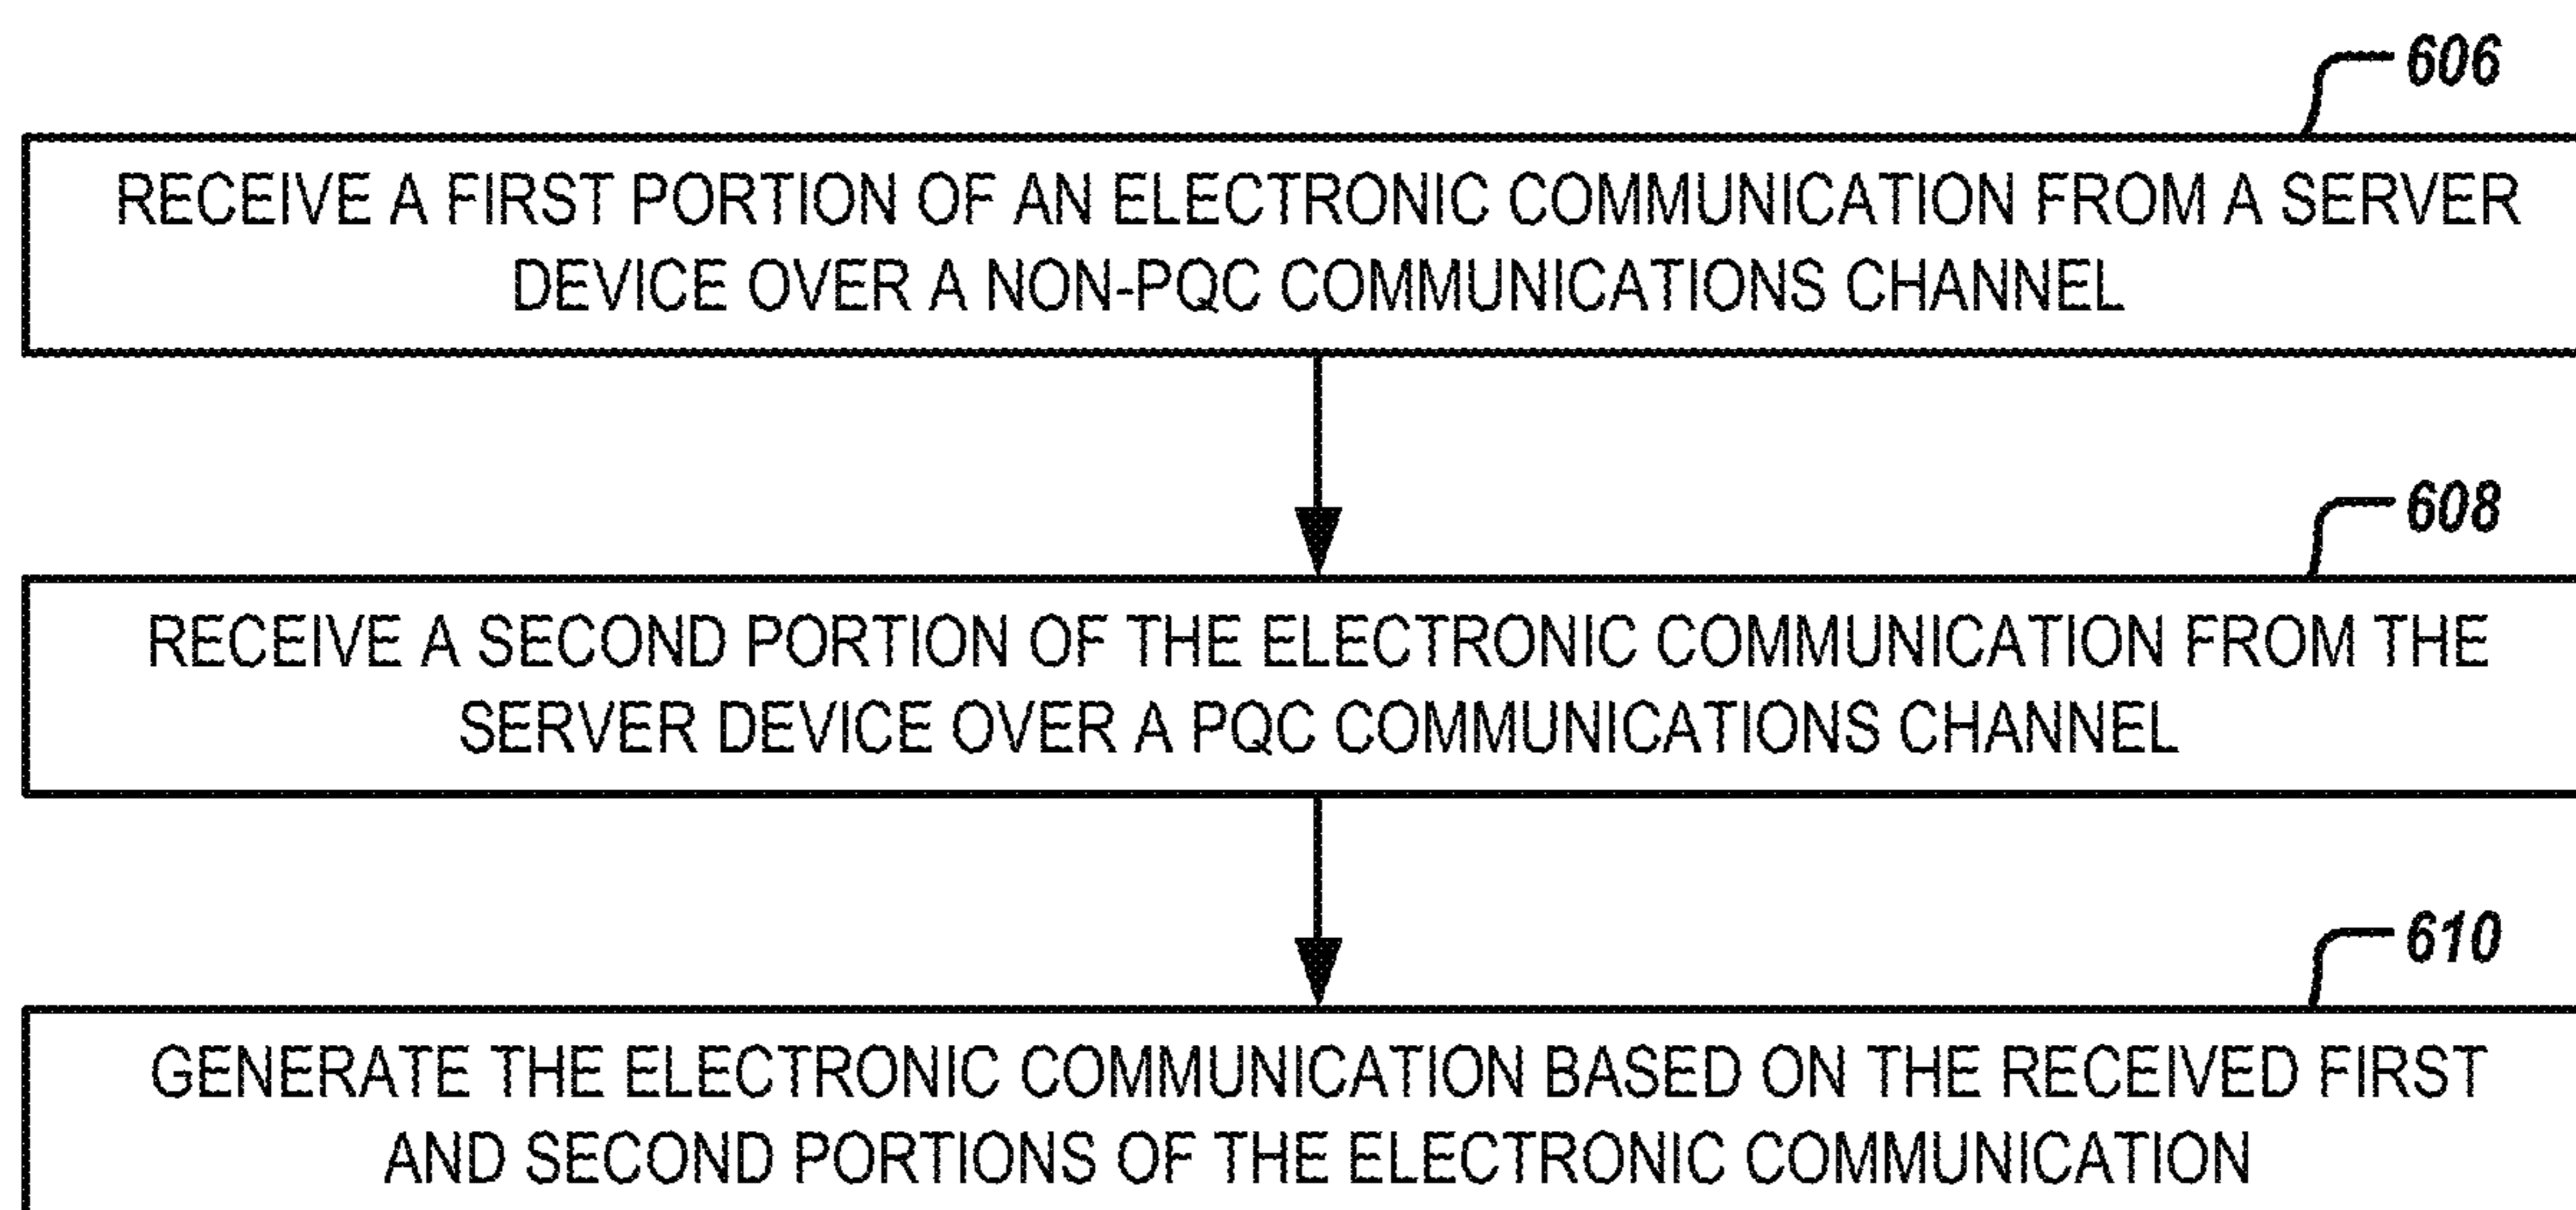 606
RECEIVE A FIRST PORTION OF AN ELECTRONIC COMMUNICATION FROM A SERVER
DEVICE OVER A NON-PQC COMMUNICATIONS CHANNEL
608
RECEIVE A SECOND PORTION OF THE ELECTRONIC COMMUNICATION FROM THE
SERVER DEVICE OVER A PQC COMMUNICATIONS CHANNEL
610
GENERATE THE ELECTRONIC COMMUNICATION BASED ON THE RECEIVED FIRST
AND SECOND PORTIONS OF THE ELECTRONIC COMMUNICATION